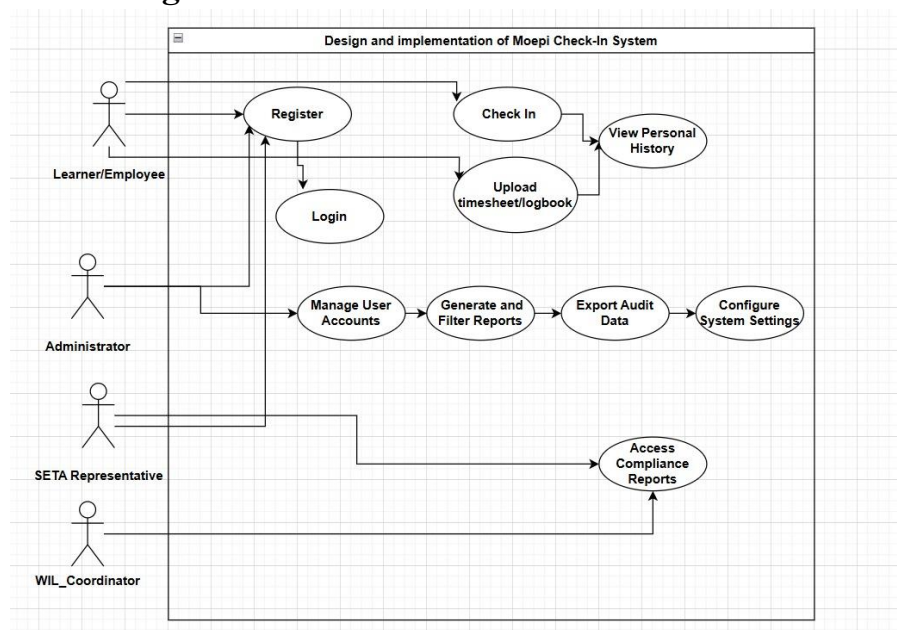 Design and implementation of Moepi Check-In System
Register
Check In
View Personal
History
Learner/Employee
Upload
timesheet/logbook
Login
Manage User
Accounts
Generate and
Filter Reports
Export Audit
Data
Configure
System Settings
Administrator
Access
Compliance
Reports
SETA Representative
WIL_Coordinator